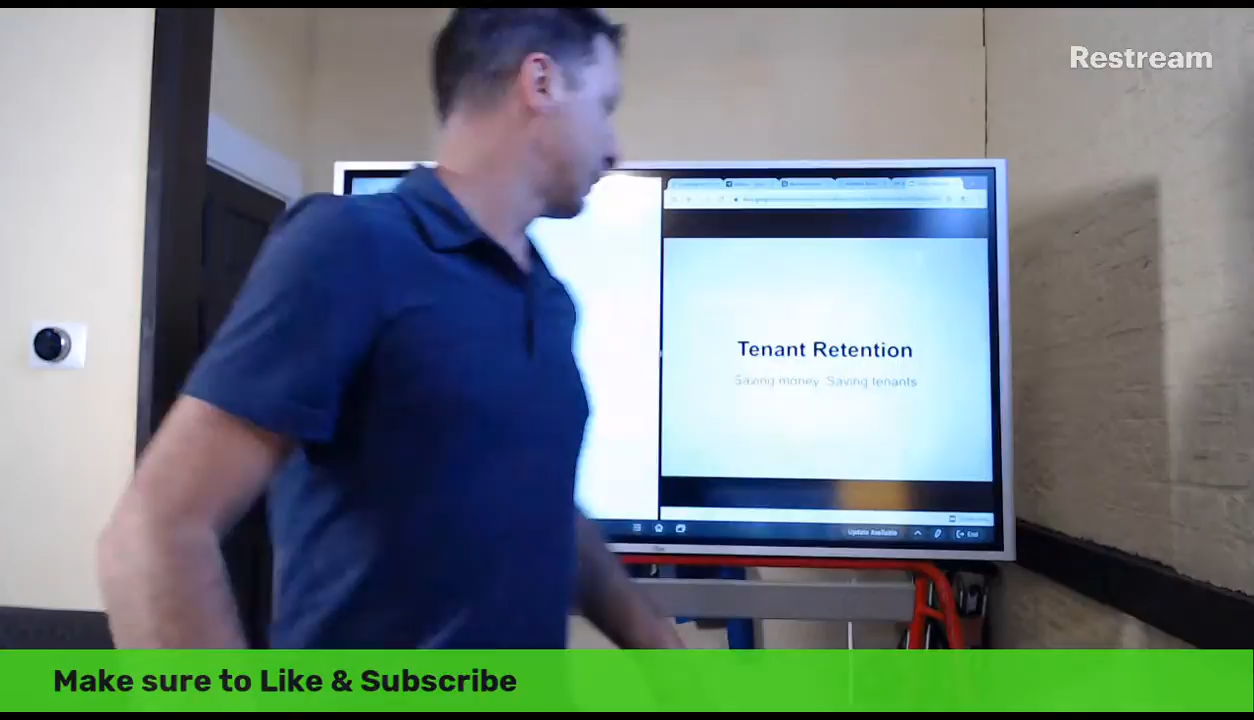 Restream
Tenant Retention
Saving money Saving tenants
Update Available
End
Make sure to Like & Subscribe